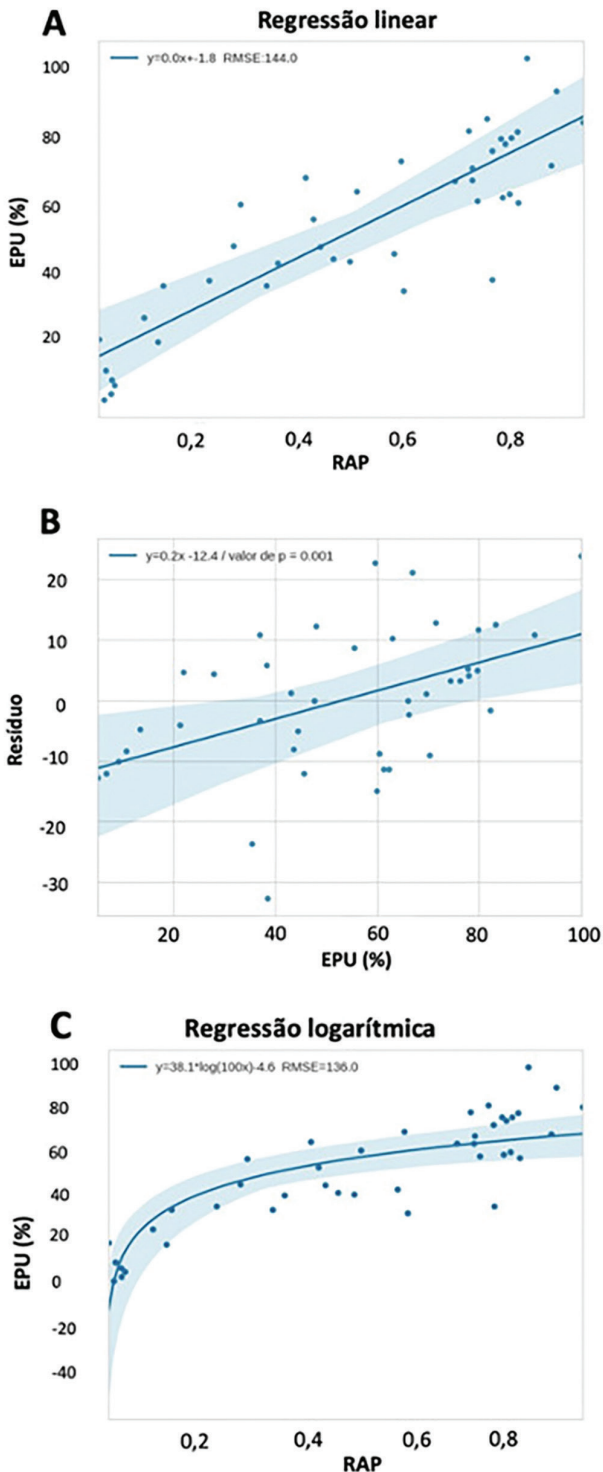 A
Regressão linear
y=0.0x+-1.8 RMSE:144.0
100
80
60
40
20
EPU (%)
0,2
0,4
0,6
0,8
RAP
B
y=0.2x -12.4 / valor de p = 0.001
20
10
0
-10
-20
-30
Resíduo
20
40
60
80
100
EPU (%)
C
Regressão logarítmica
y=38.1*log(100x)-4.6 RMSE=136.0
100
80
60
40
20
0
-20
-40
EPU (%)
0,2
0,4
0,6
0,8
RAP